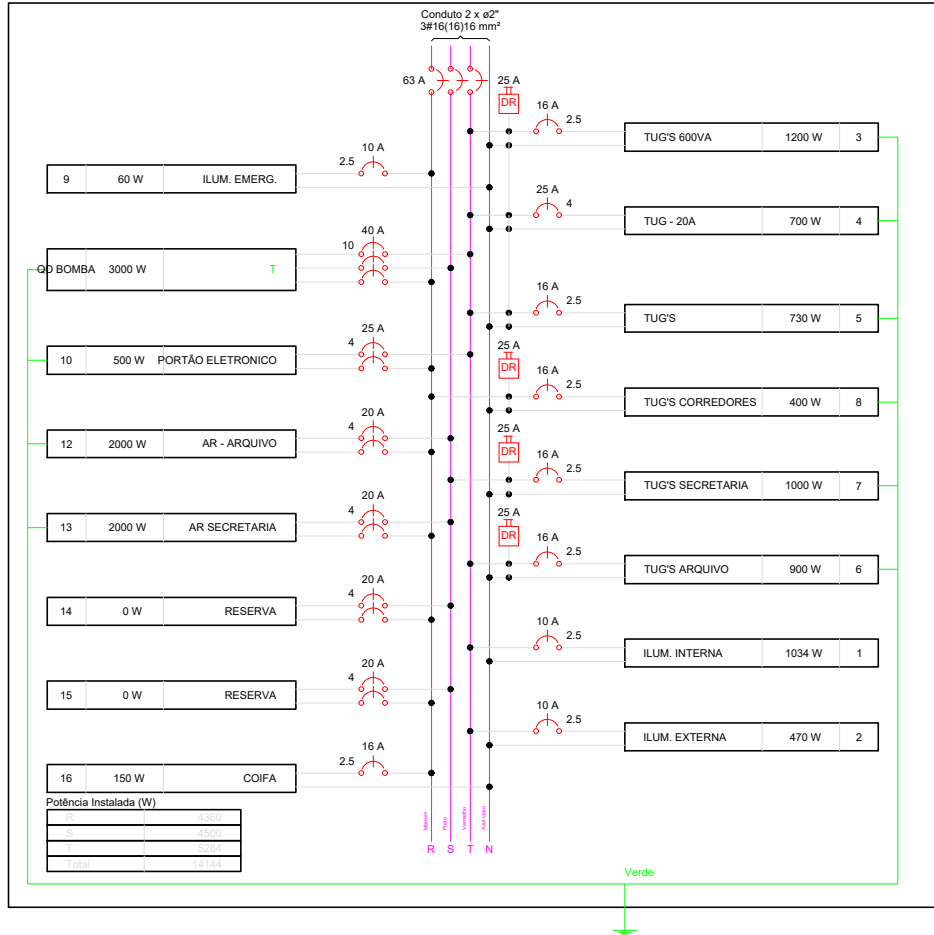 Conduto 2 x ø2"
3#16(16)16 mm²
63 A
25 A
DR
16 A
2.5
TUG'S 600VA 1200 W 3
10 A
2.5
9 60 W ILUM. EMERG.
25 A
4
TUG - 20A 700 W 4
40 A
10
QD BOMBA 3000 W T
16 A
2.5
TUG'S 730 W 5
25 A
4
10 500 W PORTÃO ELETRONICO
25 A
DR
16 A
2.5
TUG'S CORREDORES 400 W 8
20 A
4
12 2000 W AR - ARQUIVO
25 A
DR
16 A
2.5
TUG'S SECRETARIA 1000 W 7
20 A
4
13 2000 W AR SECRETARIA
25 A
DR
16 A
2.5
TUG'S ARQUIVO 900 W 6
20 A
4
14 0 W RESERVA
10 A
2.5
ILUM. INTERNA 1034 W 1
20 A
4
15 0 W RESERVA
10 A
2.5
ILUM. EXTERNA 470 W 2
16 A
2.5
16 150 W COIFA
Potência Instalada (W)
R 4360
S 4500
T 5284
Total 14144
Marrom
Preto
Vermelho
Azul claro
R S T N
Verde